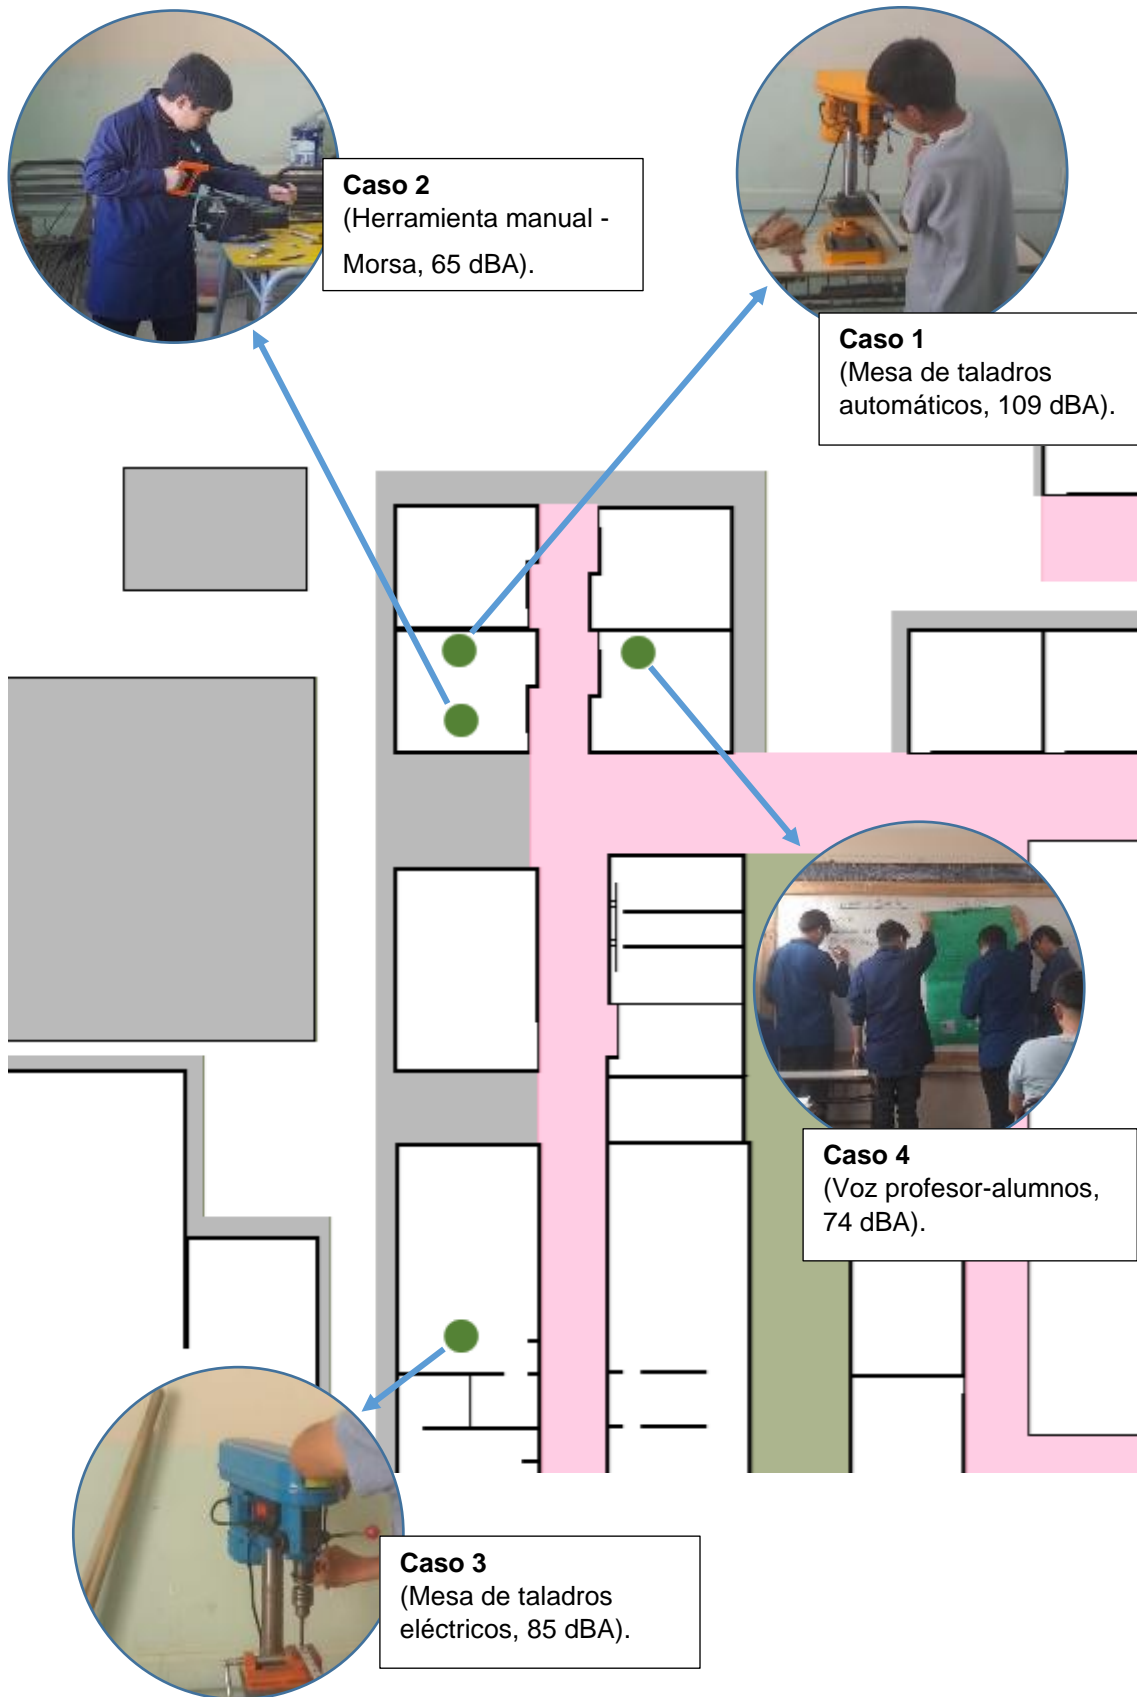 Caso 2
(Herramienta manual -
Morsa, 65 dBA).
Caso 1
(Mesa de taladros
automáticos, 109 dBA).
Caso 4
(Voz profesor-alumnos,
74 dBA).
Caso 3
(Mesa de taladros
eléctricos, 85 dBA).